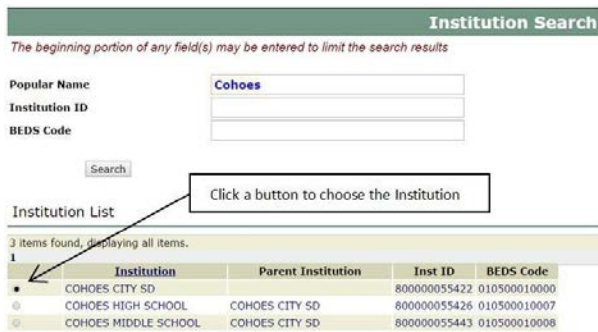 Institution Search
The beginning portion of any field(s) may be entered to limit the search results
Popular Name Cohoes
Institution ID
BEDS Code
Search
Click a button to choose the Institution
Institution List
3 items found, displaying all items.
1
Institution Parent Institution Inst ID BEDS Code
COHOES CITY SD 800000055422 010500010000
COHOES HIGH SCHOOL COHOES CITY SD 800000055426 010500010007
COHOES MIDDLE SCHOOL COHOES CITY SD 800000055443 010500010008